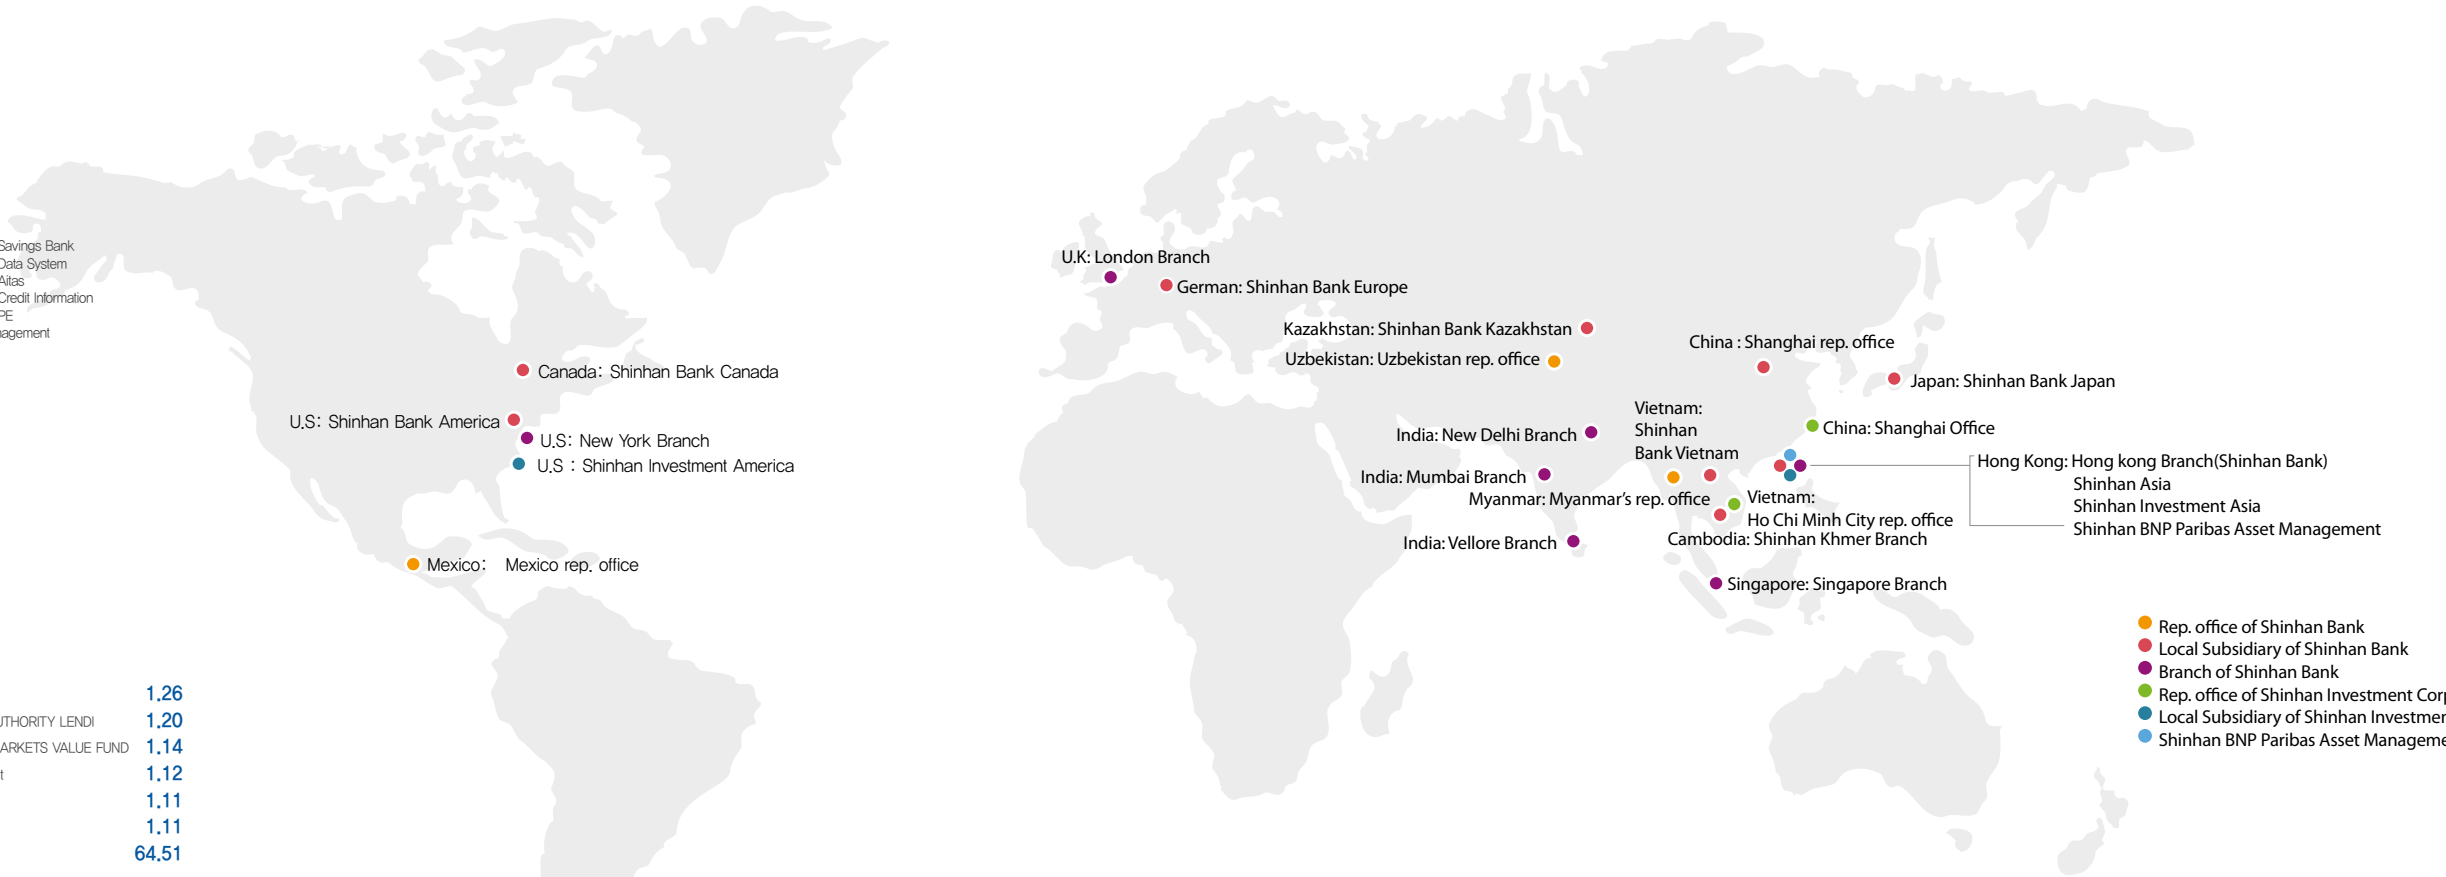 Savings Bank
Data System
Aitas
Credit Information
PE
nagement
Canada: Shinhan Bank Canada
U.S: Shinhan Bank America
U.S: New York Branch
U.S : Shinhan Investment America
Mexico: Mexico rep. office
1.26
UTHORITY LENDI 1.20
ARKETS VALUE FUND 1.14
t 1.12
1.11
1.11
64.51
U.K: London Branch
German: Shinhan Bank Europe
Kazakhstan: Shinhan Bank Kazakhstan
Uzbekistan: Uzbekistan rep. office
China : Shanghai rep. office
Japan: Shinhan Bank Japan
Vietnam:
Shinhan
Bank Vietnam
India: New Delhi Branch
China: Shanghai Office
India: Mumbai Branch
Myanmar: Myanmar's rep. office
Vietnam:
Ho Chi Minh City rep. office
Cambodia: Shinhan Khmer Branch
India: Vellore Branch
Singapore: Singapore Branch
Hong Kong: Hong kong Branch(Shinhan Bank)
Shinhan Asia
Shinhan Investment Asia
Shinhan BNP Paribas Asset Management
Rep. office of Shinhan Bank
Local Subsidiary of Shinhan Bank
Branch of Shinhan Bank
Rep. office of Shinhan Investment Corp
Local Subsidiary of Shinhan Investmen
Shinhan BNP Paribas Asset Manageme